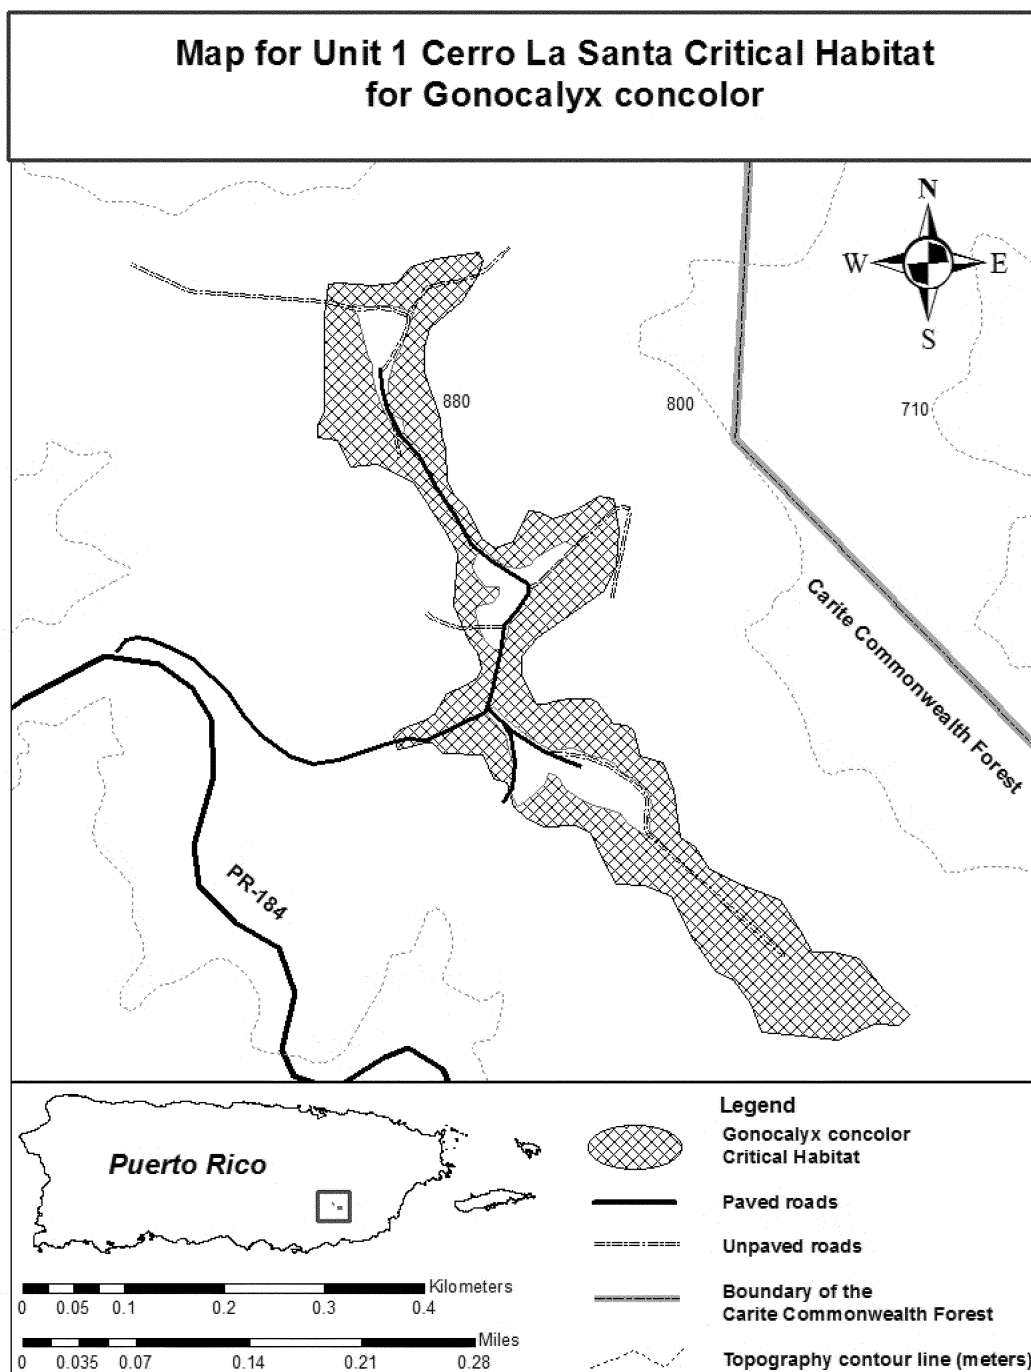 Map for Unit 1 Cerro La Santa Critical Habitat
for Gonocalyx concolor
N
W
E
S
880
800
710
Carite Commonwealth Forest
PR-184
Puerto Rico
Kilometers
0 0.05 0.1 0.2 0.3 0.4
Miles
0 0.035 0.07 0.14 0.21 0.28
Legend
Gonocalyx concolor
Critical Habitat
Paved roads
Unpaved roads
Boundary of the
Carite Commonwealth Forest
Topography contour line (meters)